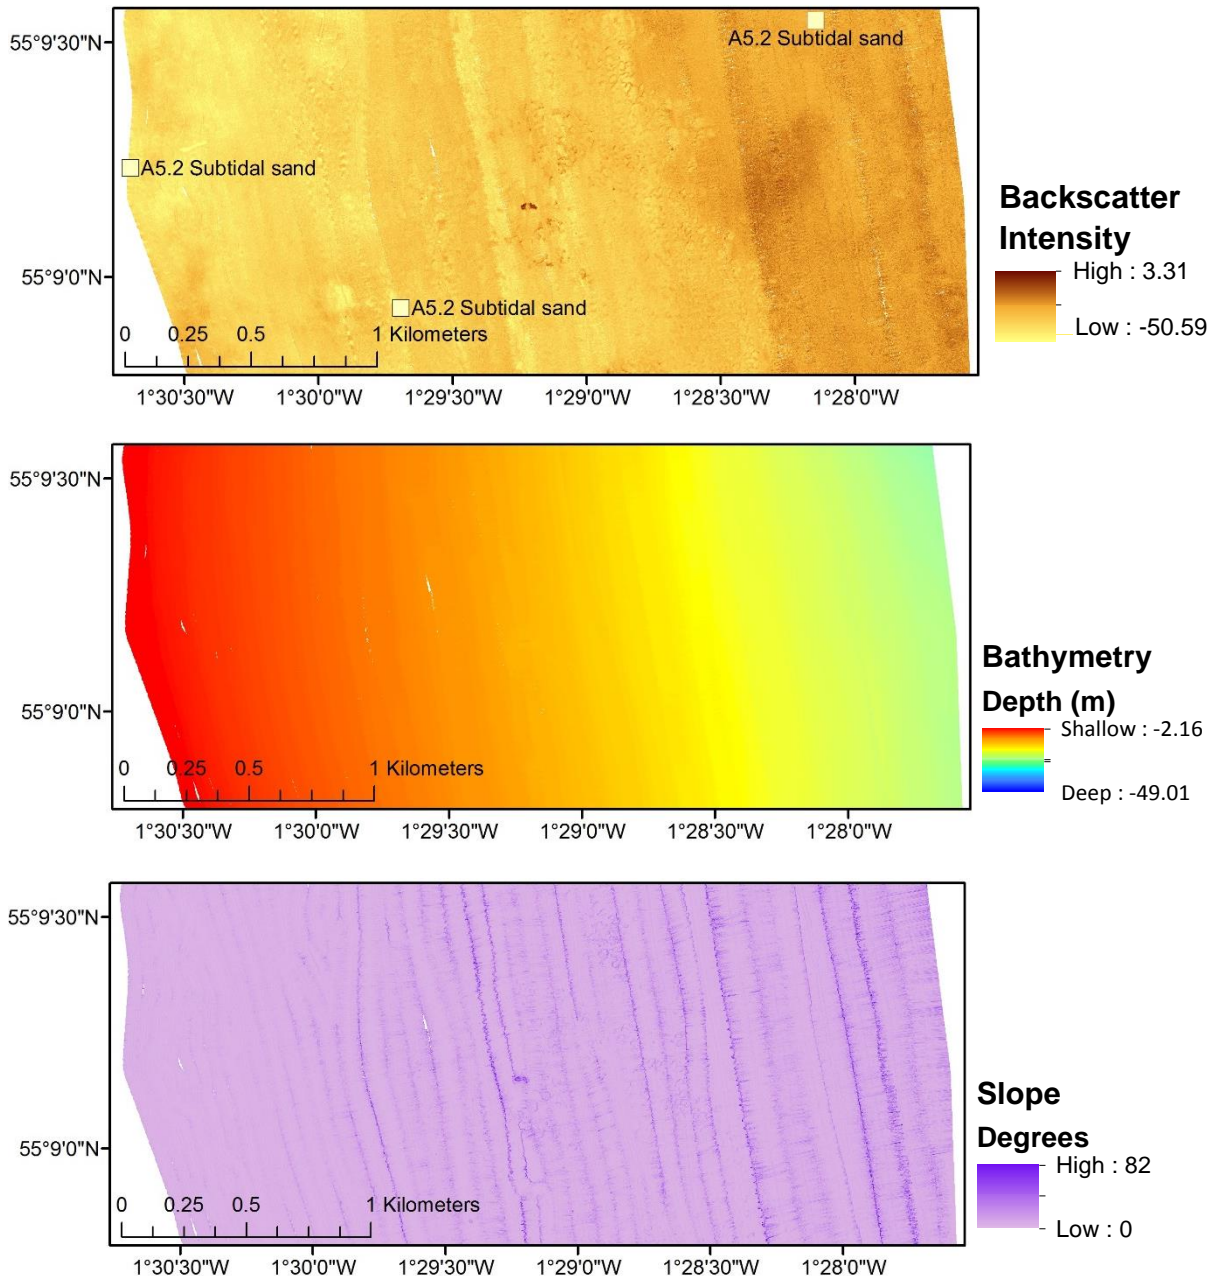 55°9'30"N
A5.2 Subtidal sand
A5.2 Subtidal sand
55°9'0"N
A5.2 Subtidal sand
0 0.25 0.5 1 Kilometers
1°30'30"W 1°30'0"W 1°29'30"W 1°29'0"W 1°28'30"W 1°28'0"W
Backscatter
Intensity
High : 3.31
Low : -50.59
55°9'30"N
55°9'0"N
0 0.25 0.5 1 Kilometers
1°30'30"W 1°30'0"W 1°29'30"W 1°29'0"W 1°28'30"W 1°28'0"W
Bathymetry
Depth (m)
Shallow : -2.16
Deep : -49.01
55°9'30"N
55°9'0"N
0 0.25 0.5 1 Kilometers
1°30'30"W 1°30'0"W 1°29'30"W 1°29'0"W 1°28'30"W 1°28'0"W
Slope
Degrees
High : 82
Low : 0